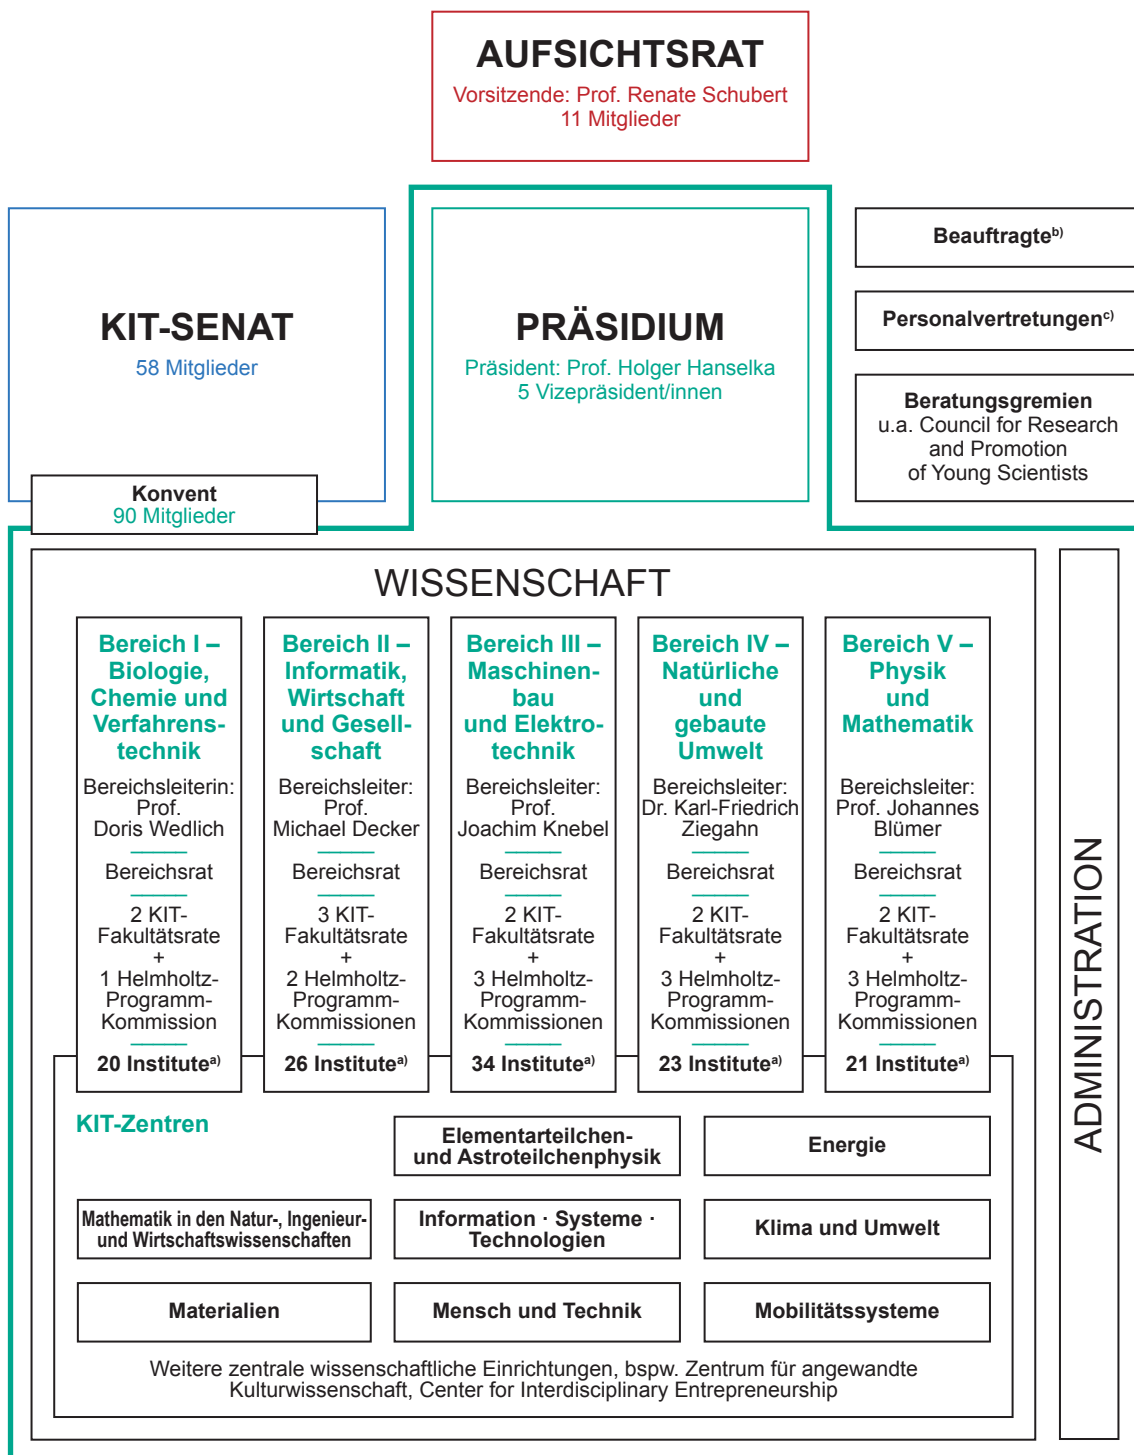 AUFSICHTSRAT
Vorsitzende: Prof. Renate Schubert
11 Mitglieder
KIT-SENAT
58 Mitglieder
Konvent
90 Mitglieder
PRÄSIDIUM
Präsident: Prof. Holger Hanselka
5 Vizepräsident/innen
Beauftragte b)
Personalvertretungen c)
Beratungsgremien
u.a. Council for Research
and Promotion
of Young Scientists
WISSENSCHAFT
Bereich I –
Biologie,
Chemie und
Verfahrens-
technik
Bereichsleiterin:
Prof.
Doris Wedlich
Bereichsrat
2 KIT-
Fakultätsrate
+
1 Helmholtz-
Programm-
Kommission
20 Institute a)
Bereich II –
Informatik,
Wirtschaft
und Gesell-
schaft
Bereichsleiter:
Prof.
Michael Decker
Bereichsrat
3 KIT-
Fakultätsrate
+
2 Helmholtz-
Programm-
Kommissionen
26 Institute a)
Bereich III –
Maschinen-
bau
und Elektro-
technik
Bereichsleiter:
Prof.
Joachim Knebel
Bereichsrat
2 KIT-
Fakultätsrate
+
3 Helmholtz-
Programm-
Kommissionen
34 Institute a)
Bereich IV –
Natürliche
und
gebaute
Umwelt
Bereichsleiter:
Dr. Karl-Friedrich
Ziegahn
Bereichsrat
2 KIT-
Fakultätsrate
+
3 Helmholtz-
Programm-
Kommissionen
23 Institute a)
Bereich V –
Physik
und
Mathematik
Bereichsleiter:
Prof. Johannes
Blümer
Bereichsrat
2 KIT-
Fakultätsrate
+
3 Helmholtz-
Programm-
Kommissionen
21 Institute a)
KIT-Zentren
Elementarteilchen-
und Astroteilchenphysik
Energie
Mathematik in den Natur-, Ingenieur-
und Wirtschaftswissenschaften
Information · Systeme ·
Technologien
Klima und Umwelt
Materialien
Mensch und Technik
Mobilitätssysteme
Weitere zentrale wissenschaftliche Einrichtungen, bspw. Zentrum für angewandte
Kulturwissenschaft, Center for Interdisciplinary Entrepreneurship
ADMINISTRATION